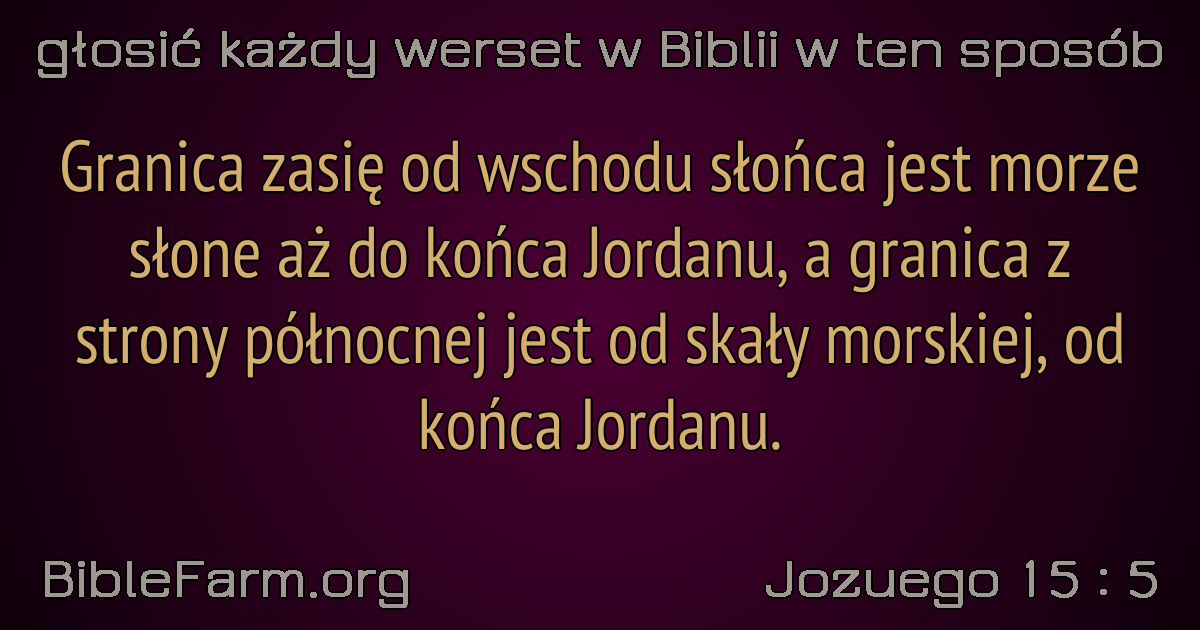 głosić każdy werset w Biblii w ten sposób
Granica zasię od wschodu słońca jest morze
słone aż do końca Jordanu, a granica z
strony północnej jest od skały morskiej, od
końca Jordanu.
BibleFarm.org
Jozuego 15 : 5